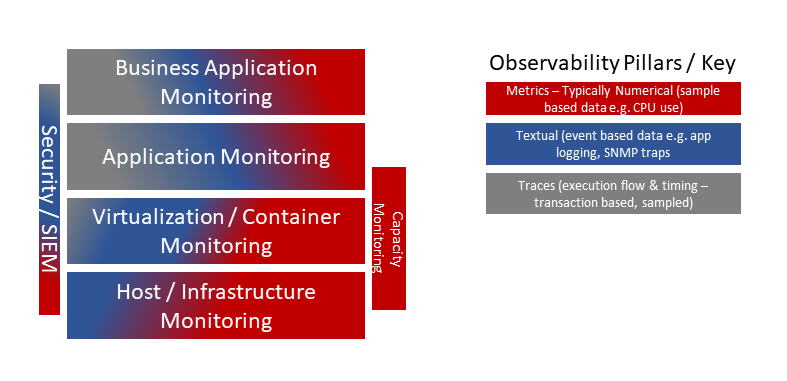 Observability Pillars / Key
Business Application
Monitoring
Metrics – Typically Numerical (sample
based data e.g. CPU use)
Textual (event based data e.g. app
logging, SNMP traps
Application Monitoring
Traces (execution flow & timing –
transaction based, sampled)
Security / SIEM
Virtualization / Container
Monitoring
Capacity
Monitoring
Host / Infrastructure
Monitoring